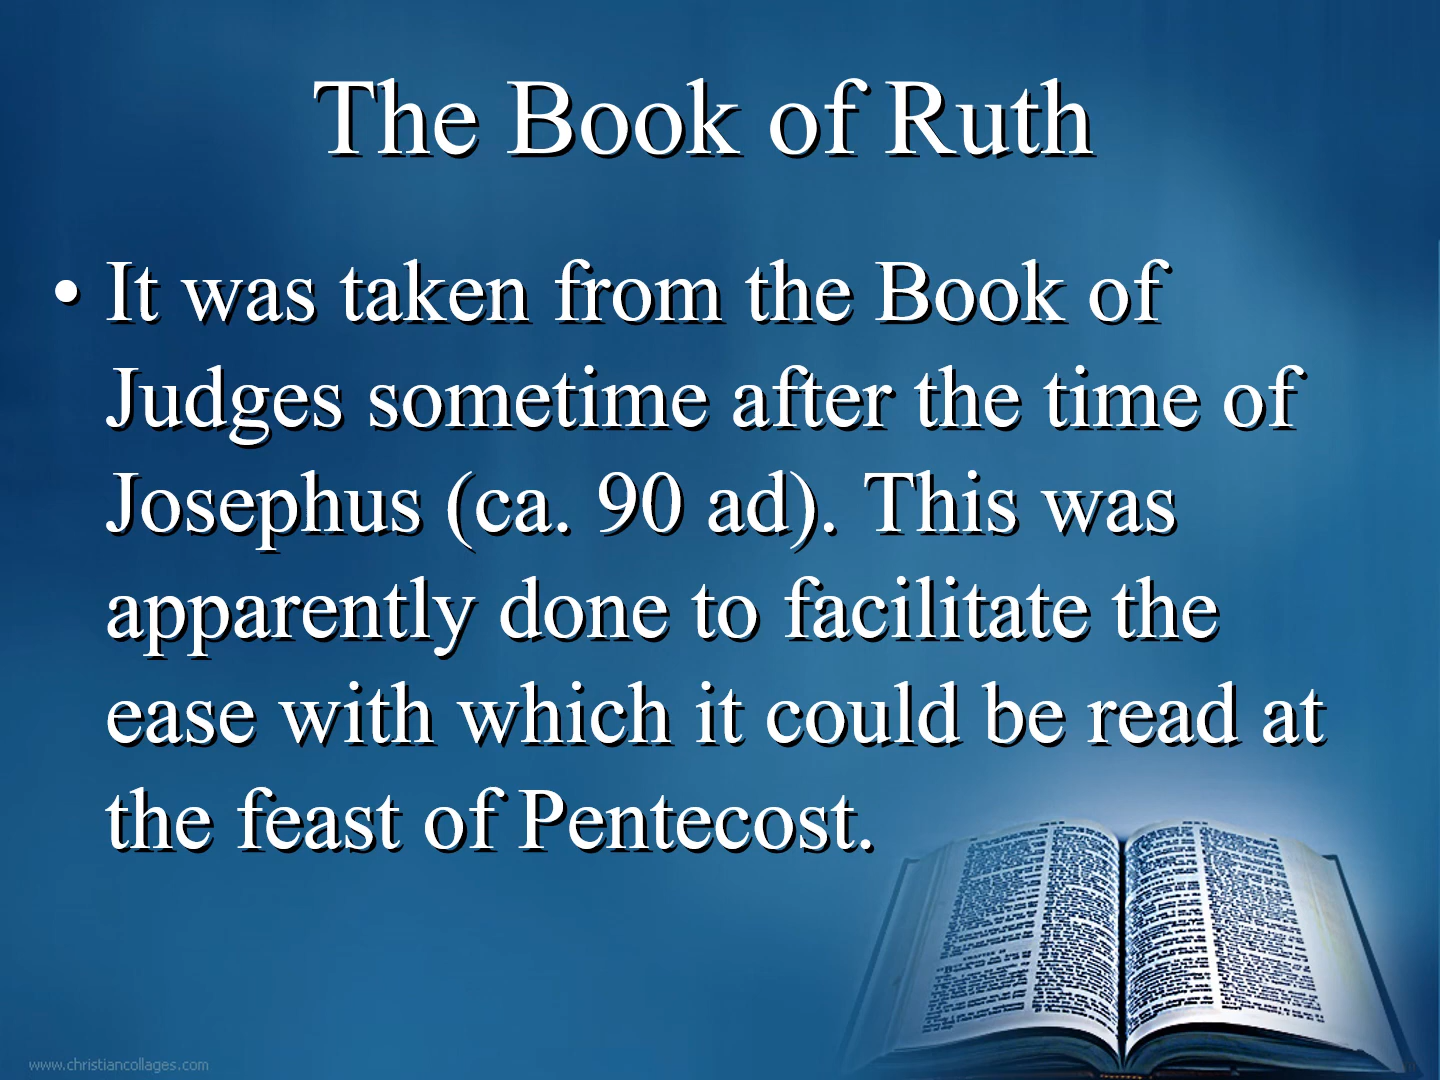 The Book of Ruth
• It was taken from the Book of
Judges sometime after the time of
Josephus (ca. 90 ad). This was
apparently done to facilitate the
ease with which it could be read at
the feast of Pentecost.
www.christiancollages.com